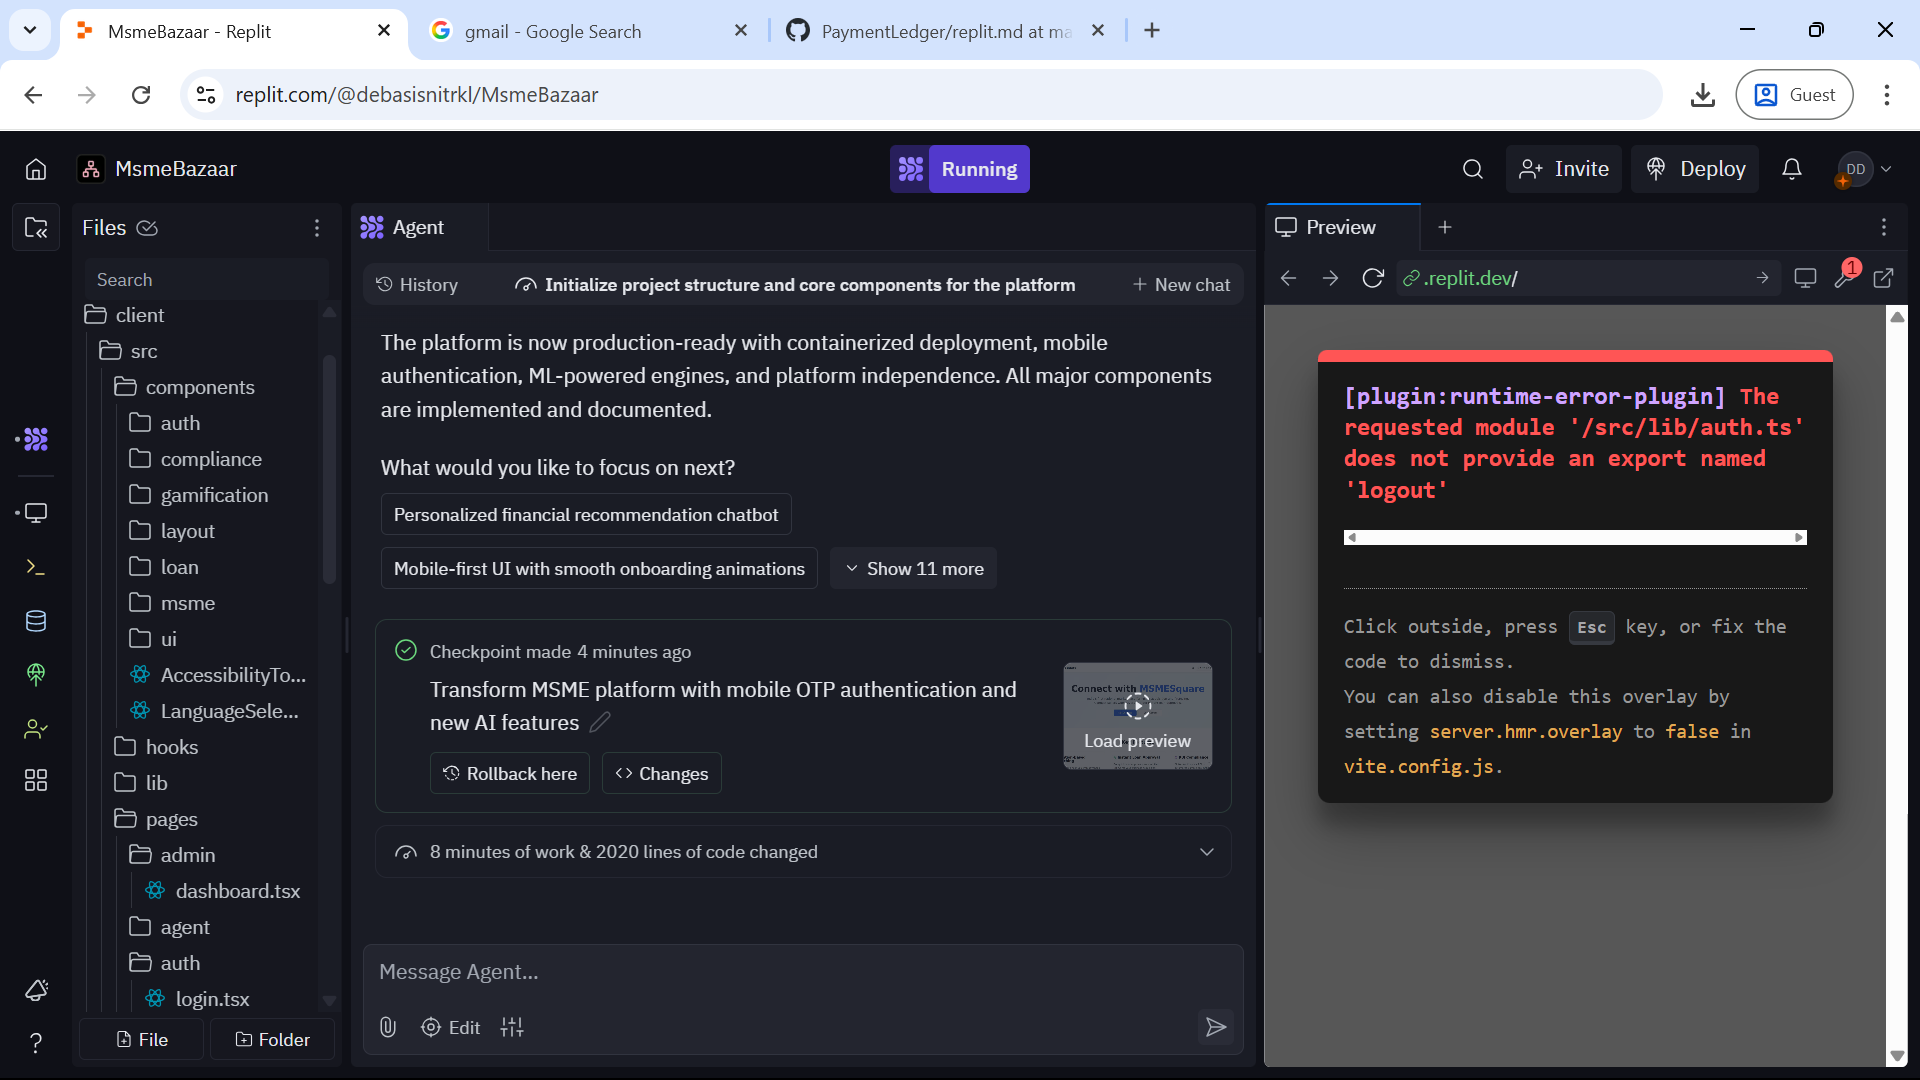 MsmeBazaar - Replit
gmail - Google Search
PaymentLedger/replit.md at ma
replit.com/@debasisnitrkl/MsmeBazaar
Guest
MsmeBazaar
Running
Invite
Deploy
DD
Files
Search
client
src
components
auth
compliance
gamification
layout
loan
msme
ui
AccessibilityTo...
LanguageSele...
hooks
lib
pages
admin
dashboard.tsx
agent
auth
login.tsx
File
Folder
Agent
History
Initialize project structure and core components for the platform
New chat
The platform is now production-ready with containerized deployment, mobile
authentication, ML-powered engines, and platform independence. All major components
are implemented and documented.
What would you like to focus on next?
Personalized financial recommendation chatbot
Mobile-first UI with smooth onboarding animations
Show 11 more
Checkpoint made 4 minutes ago
Transform MSME platform with mobile OTP authentication and
new AI features
Rollback here
Changes
Connect with MSMESquare
Load preview
8 minutes of work & 2020 lines of code changed
Message Agent...
Edit
Preview
.replit.dev/
1
[plugin:runtime-error-plugin] The
requested module '/src/lib/auth.ts'
does not provide an export named
'logout'
Click outside, press Esc key, or fix the
code to dismiss.
You can also disable this overlay by
setting server.hmr.overlay to false in
vite.config.js.